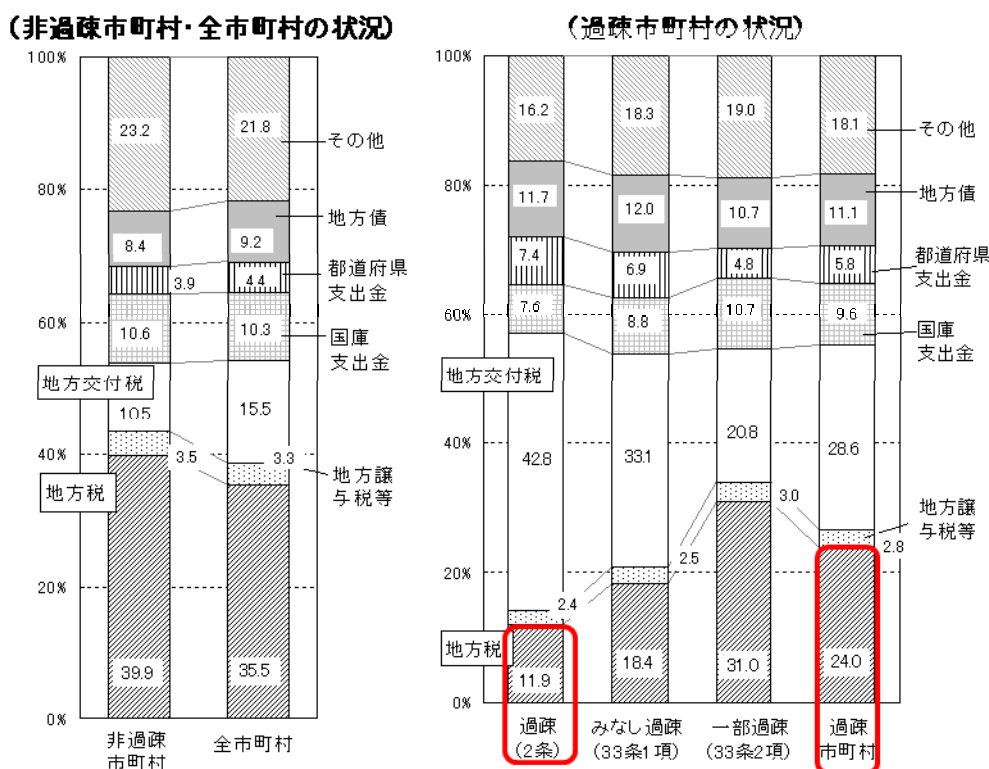 (非過疎市町村・全市町村の状況)
100%
80%
60%
40%
20%
0%
23.2
8.4
3.9
10.6
10.5
3.5
39.9
21.8
9.2
4.4
10.3
15.5
3.3
35.5
その他
地方債
都道府県
支出金
国庫
支出金
地方交付税
地方譲
与税等
地方税
非過疎
市町村
全市町村
(過疎市町村の状況)
100%
80%
60%
40%
20%
0%
16.2
11.7
7.4
7.6
42.8
2.4
11.9
18.3
12.0
6.9
8.8
33.1
2.5
18.4
19.0
10.7
4.8
10.7
20.8
3.0
31.0
18.1
11.1
5.8
9.6
28.6
2.8
24.0
その他
地方債
都道府県
支出金
国庫
支出金
地方交付税
地方譲
与税等
地方税
過疎
(2条)
みなし過疎
(33条1項)
一部過疎
(33条2項)
過疎
市町村